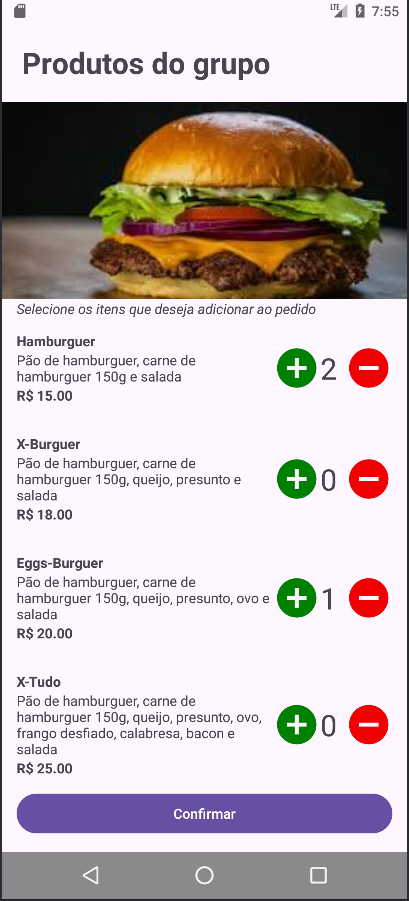 LTE 7:55
Produtos do grupo
Selecione os itens que deseja adicionar ao pedido
Hamburguer
Pão de hamburguer, carne de
hamburguer 150g e salada
R$ 15.00
2
X-Burguer
Pão de hamburguer, carne de
hamburguer 150g, queijo, presunto e
salada
R$ 18.00
0
Eggs-Burguer
Pão de hamburguer, carne de
hamburguer 150g, queijo, presunto, ovo e
salada
R$ 20.00
1
X-Tudo
Pão de hamburguer, carne de
hamburguer 150g, queijo, presunto, ovo,
frango desfiado, calabresa, bacon e
salada
R$ 25.00
0
Confirmar